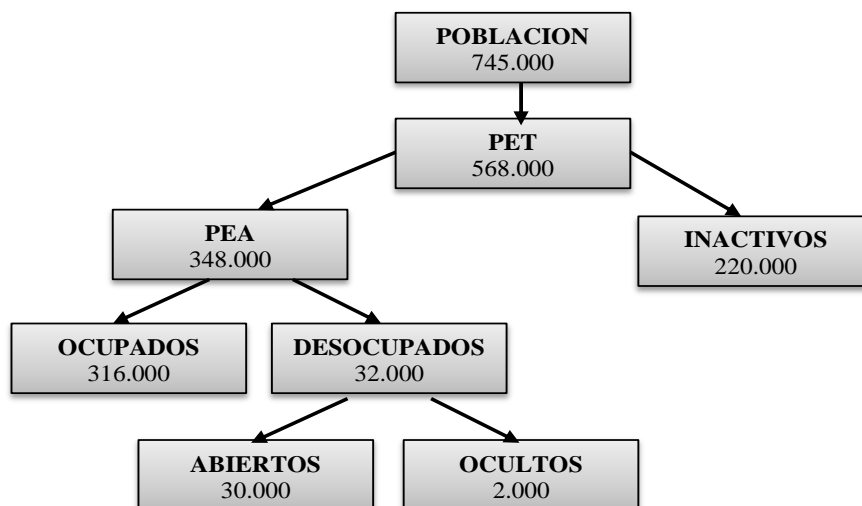 POBLACION
745.000
PET
568.000
PEA
348.000
INACTIVOS
220.000
OCUPADOS
316.000
DESOCUPADOS
32.000
ABIERTOS
30.000
OCULTOS
2.000